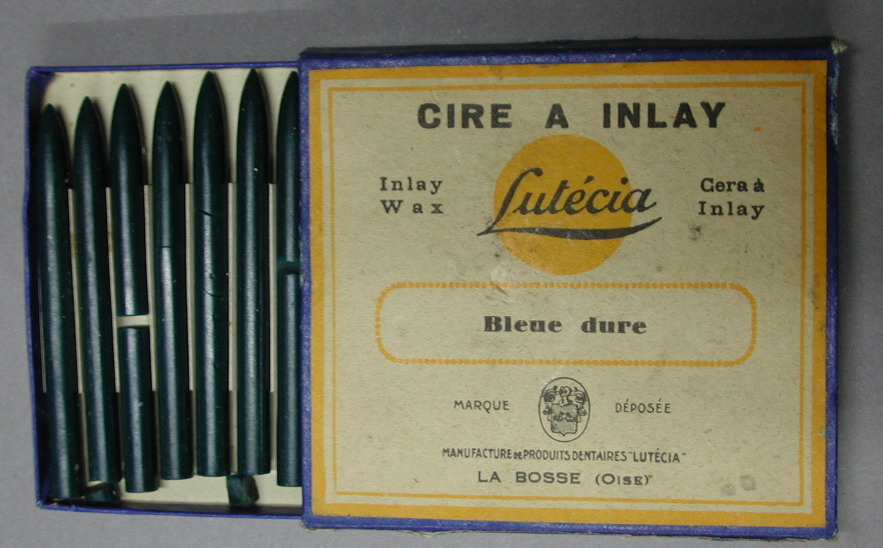 CIRE A INLAY
Inlay Wax
Lutécia
Cera à Inlay
Bleue dure
MARQUE DÉPOSÉE
MANUFACTURE DE PRODUITS DENTAIRES "LUTÉCIA"
LA BOSSE (OISE)